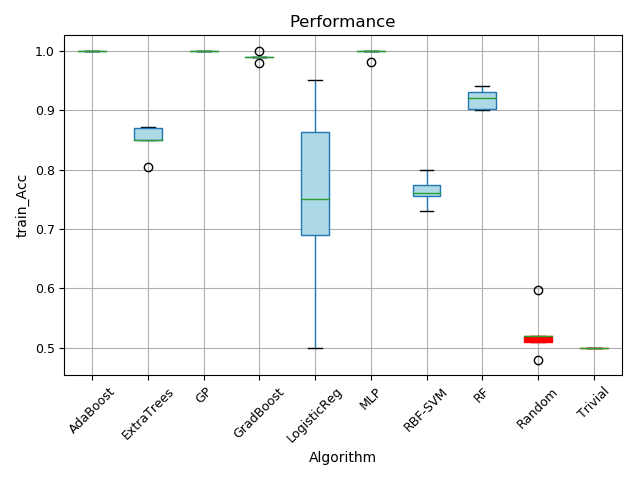 Performance
1.0
0.9
0.8
0.7
0.6
0.5
train_Acc
AdaBoost
ExtraTrees
GP
GradBoost
LogisticReg
MLP
RBF-SVM
RF
Random
Trivial
Algorithm